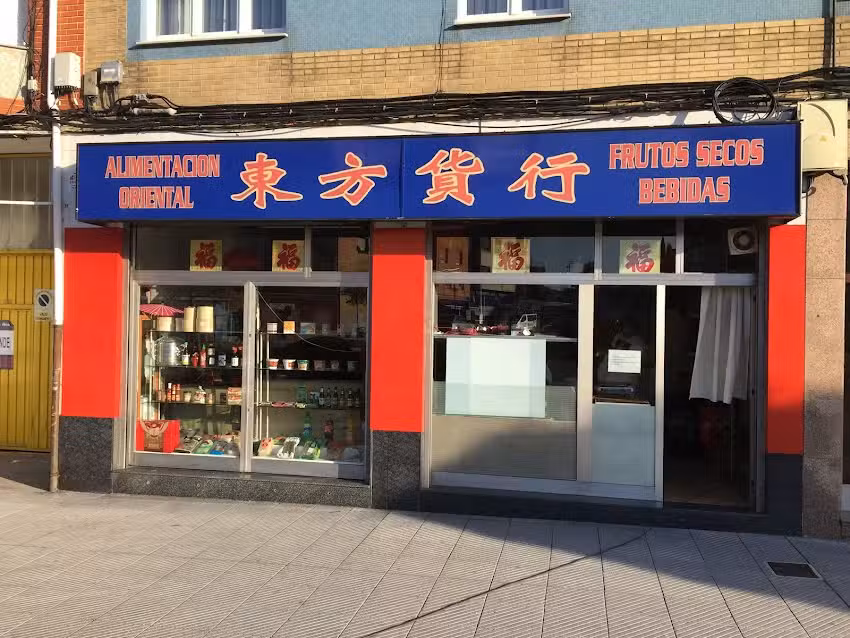 ALIMENTACION
ORIENTAL
東方貨行
FRUTOS SECOS
BEBIDAS
福
福
福
福